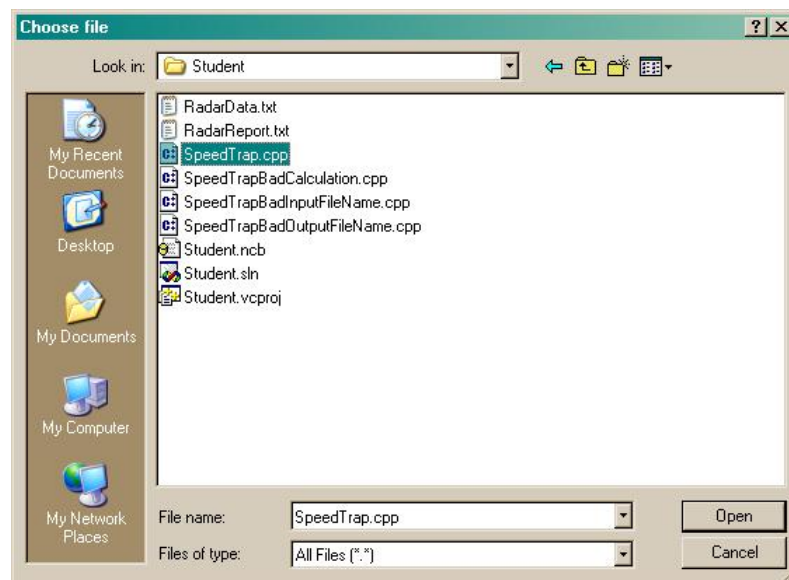 Choose file
Look in:
Student
My Recent
Documents
Desktop
My Documents
My Computer
My Network
Places
RadarData.txt
RadarReport.txt
SpeedTrap.cpp
SpeedTrapBadCalculation.cpp
SpeedTrapBadInputFileName.cpp
SpeedTrapBadOutputFileName.cpp
Student.ncb
Student.sln
Student.vcproj
File name:
SpeedTrap.cpp
Open
Files of type:
All Files (*.*)
Cancel